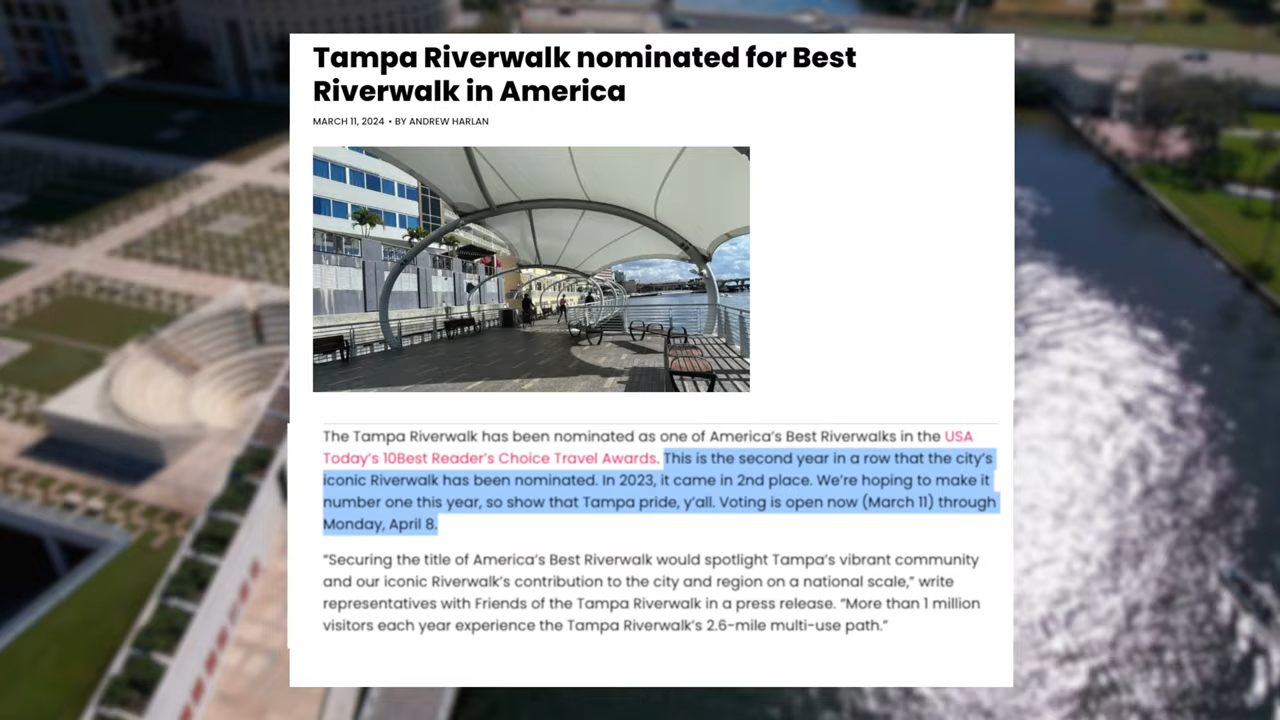 Tampa Riverwalk nominated for Best
Riverwalk in America
MARCH 11, 2024 • BY ANDREW HARLAN
The Tampa Riverwalk has been nominated as one of America’s Best Riverwalks in the USA
Today’s 10Best Reader’s Choice Travel Awards. This is the second year in a row that the city’s
iconic Riverwalk has been nominated. In 2023, it came in 2nd place. We’re hoping to make it
number one this year, so show that Tampa pride, y’all. Voting is open now (March 11) through
Monday, April 8.
“Securing the title of America’s Best Riverwalk would spotlight Tampa’s vibrant community
and our iconic Riverwalk’s contribution to the city and region on a national scale,” write
representatives with Friends of the Tampa Riverwalk in a press release. “More than 1 million
visitors each year experience the Tampa Riverwalk’s 2.6-mile multi-use path.”